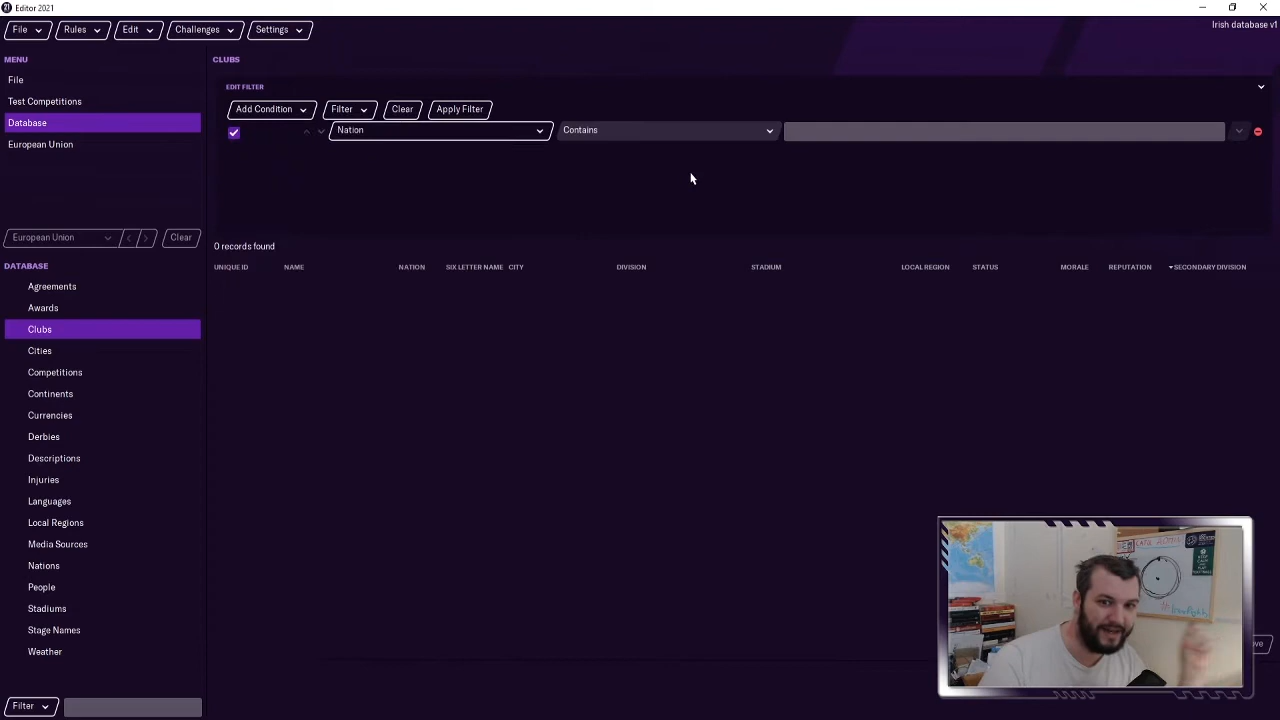 Editor 2021
File
Rules
Edit
Challenges
Settings
Irish database v1
MENU
File
Test Competitions
Database
European Union
European Union
Clear
DATABASE
Agreements
Awards
Clubs
Cities
Competitions
Continents
Currencies
Derbies
Descriptions
Injuries
Languages
Local Regions
Media Sources
Nations
People
Stadiums
Stage Names
Weather
Filter
CLUBS
EDIT FILTER
Add Condition
Filter
Clear
Apply Filter
Nation
Contains
0 records found
UNIQUE ID NAME NATION SIX LETTER NAME CITY DIVISION STADIUM LOCAL REGION STATUS MORALE REPUTATION SECONDARY DIVISION